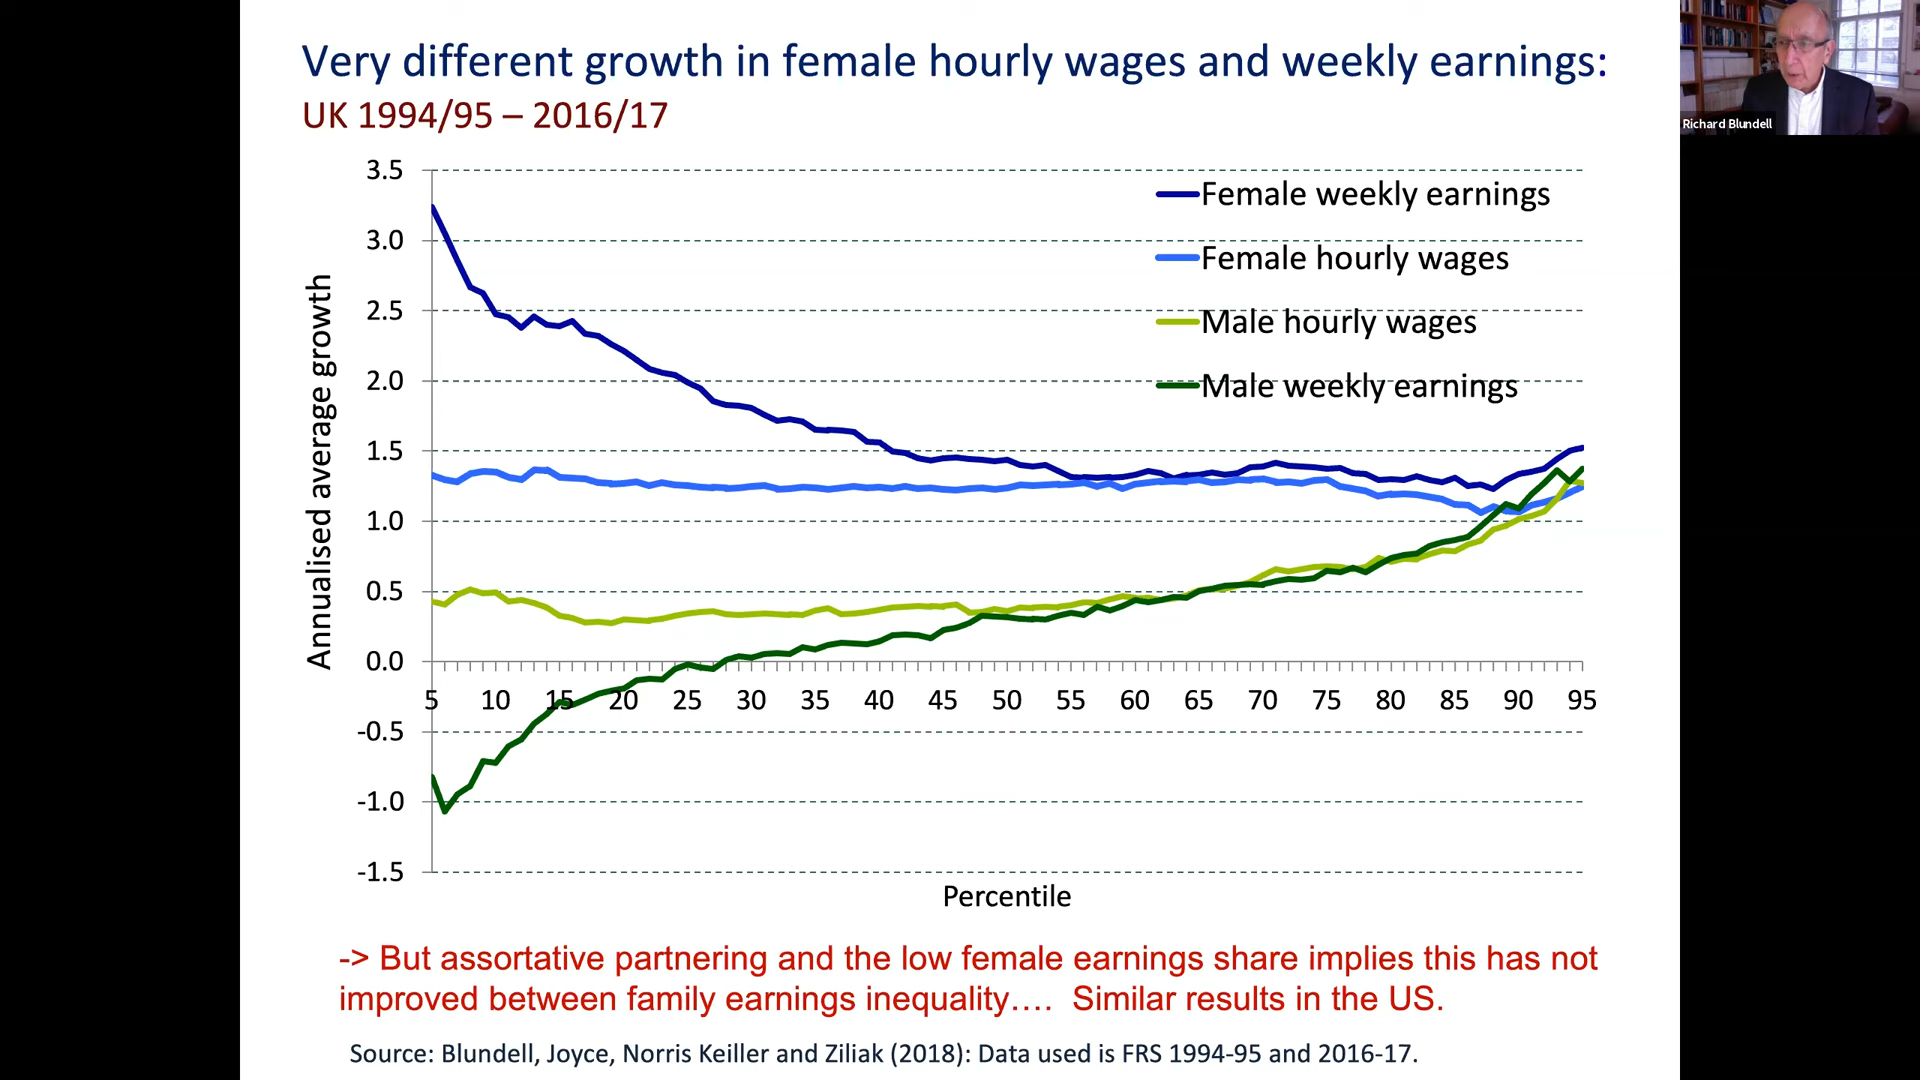 Very different growth in female hourly wages and weekly earnings:
UK 1994/95 – 2016/17
Richard Blundell
Annualised average growth
3.5
3.0
2.5
2.0
1.5
1.0
0.5
0.0
-0.5
-1.0
-1.5
Female weekly earnings
Female hourly wages
Male hourly wages
Male weekly earnings
5 10 15 20 25 30 35 40 45 50 55 60 65 70 75 80 85 90 95
Percentile
-> But assortative partnering and the low female earnings share implies this has not
improved between family earnings inequality…. Similar results in the US.
Source: Blundell, Joyce, Norris Keiller and Ziliak (2018): Data used is FRS 1994-95 and 2016-17.